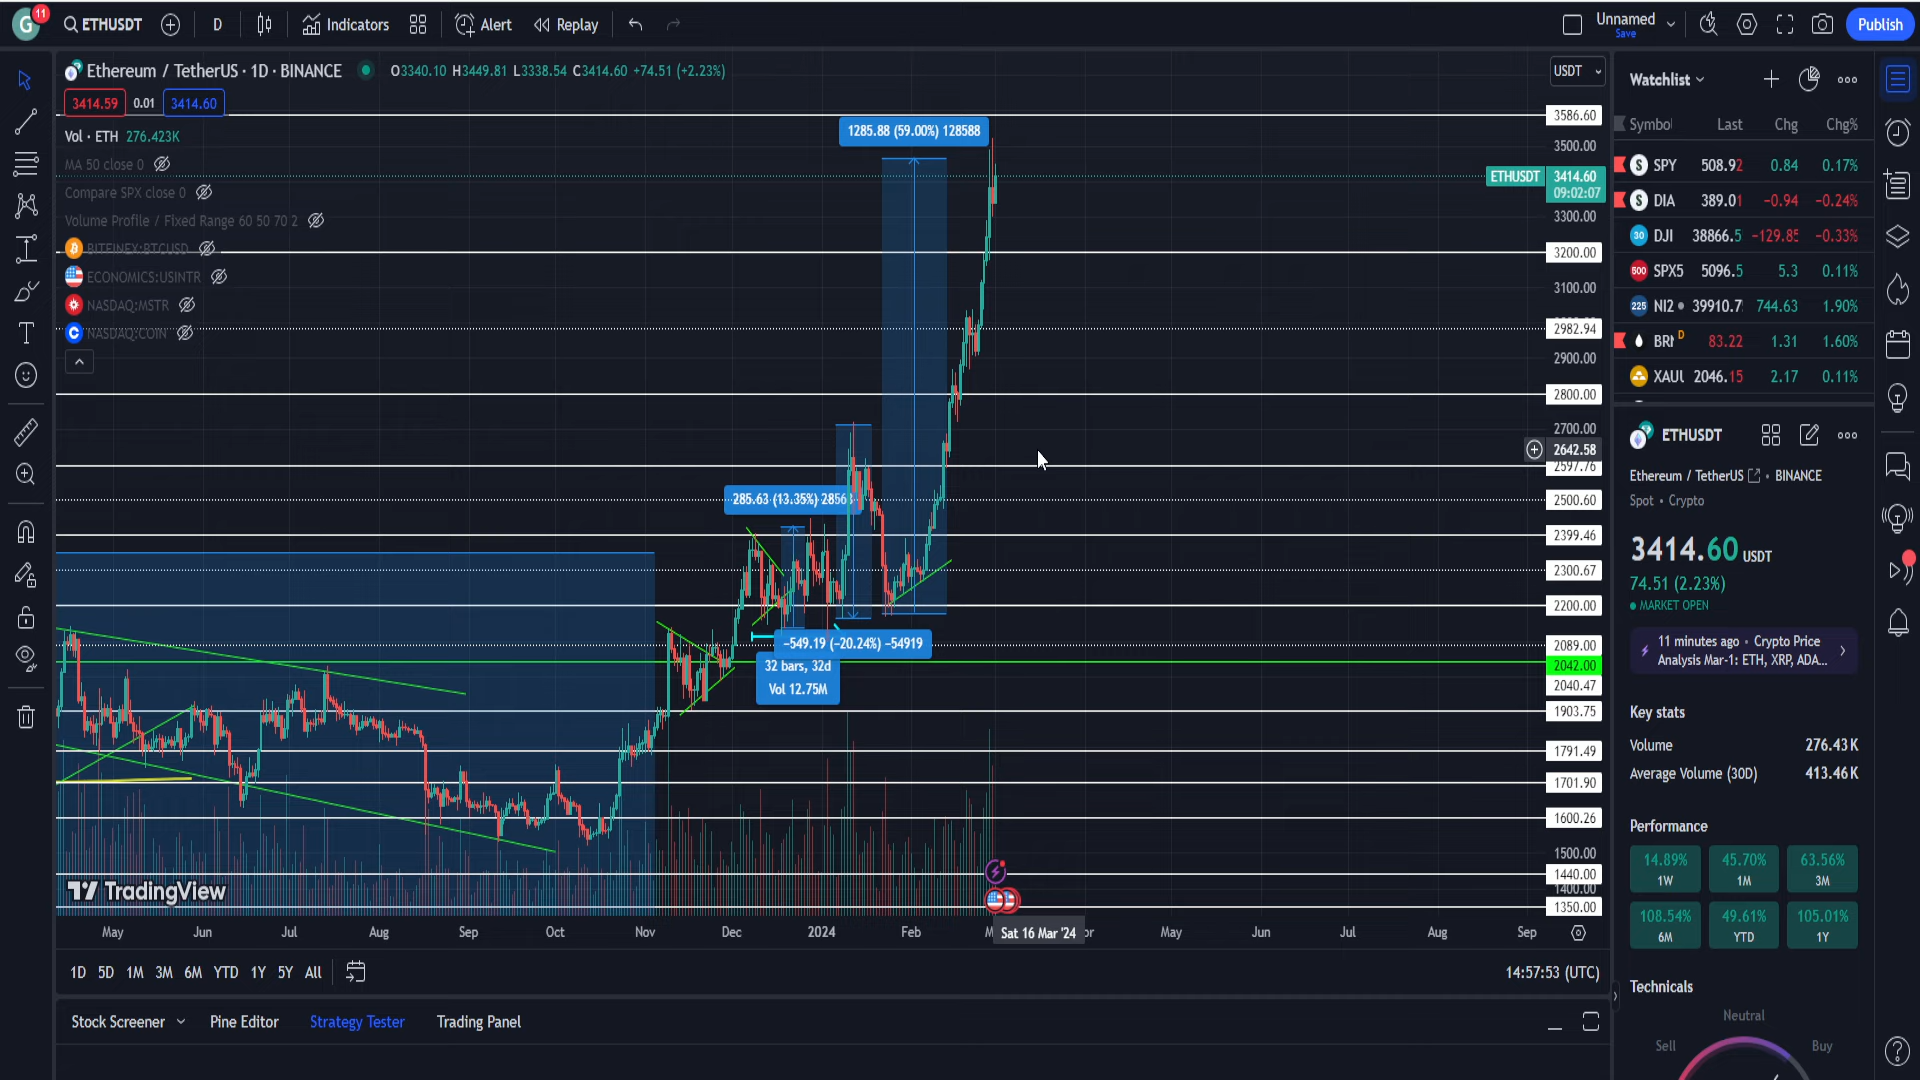 G
11
ETHUSDT
D
Indicators
Alert
Replay
Unnamed
Save
Publish
Ethereum / TetherUS · 1D · BINANCE
O3340.10 H3449.81 L3338.54 C3414.60 +74.51 (+2.23%)
USDT
3414.59 0.01 3414.60
Vol · ETH 276.423K
MA 50 close 0
Compare SPX close 0
Volume Profile / Fixed Range 60 50 70 2
BITFINEX:BTCUSD
ECONOMICS:USINTR
NASDAQ:MSTR
NASDAQ:COIN
1285.88 (59.00%) 128588
285.63 (13.35%) 28563
−549.19 (−20.24%) −54919
32 bars, 32d
Vol 12.75M
3586.60
3500.00
ETHUSDT 3414.60
09:02:07
3300.00
3200.00
3100.00
2982.94
2900.00
2800.00
2700.00
2642.58
2597.76
2500.60
2399.46
2300.67
2200.00
2089.00
2042.00
2040.47
1903.75
1791.49
1701.90
1600.26
1500.00
1440.00
1400.00
1350.00
TradingView
May Jun Jul Aug Sep Oct Nov Dec 2024 Feb M Sat 16 Mar '24 or May Jun Jul Aug Sep
1D 5D 1M 3M 6M YTD 1Y 5Y All
14:57:53 (UTC)
Stock Screener Pine Editor Strategy Tester Trading Panel
Watchlist
Symbol Last Chg Chg%
SPY 508.92 0.84 0.17%
DIA 389.01 −0.94 −0.24%
30 DJI 38866.5 −129.85 −0.33%
500 SPX5 5096.5 5.3 0.11%
225 NI2 39910.7 744.63 1.90%
BRN D 83.22 1.31 1.60%
XAUU 2046.15 2.17 0.11%
ETHUSDT
Ethereum / TetherUS · BINANCE
Spot · Crypto
3414.60 USDT
74.51 (2.23%)
MARKET OPEN
11 minutes ago · Crypto Price
Analysis Mar-1: ETH, XRP, ADA...
Key stats
Volume 276.43K
Average Volume (30D) 413.46K
Performance
14.89% 45.70% 63.56%
1W 1M 3M
108.54% 49.61% 105.01%
6M YTD 1Y
Technicals
Neutral
Sell Buy